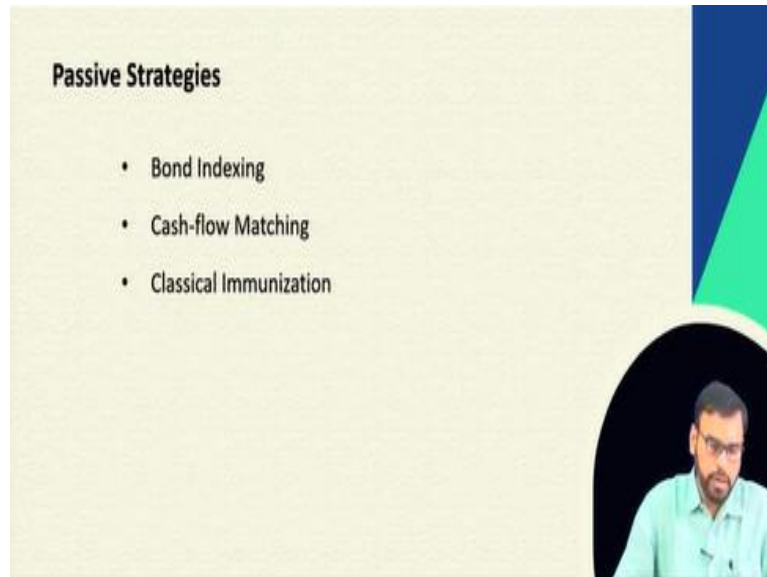 Passive Strategies
• Bond Indexing
• Cash-flow Matching
• Classical Immunization